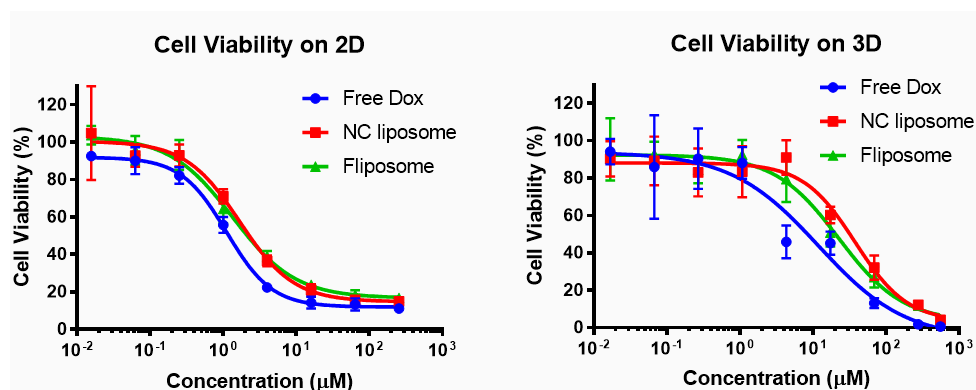 Cell Viability on 2D
Cell Viability (%)
120
100
80
60
40
20
0
10⁻² 10⁻¹ 10⁰ 10¹ 10² 10³
Concentration (μM)
Free Dox
NC liposome
Fliposome
Cell Viability on 3D
Cell Viability (%)
120
100
80
60
40
20
0
10⁻² 10⁻¹ 10⁰ 10¹ 10² 10³
Concentration (μM)
Free Dox
NC liposome
Fliposome